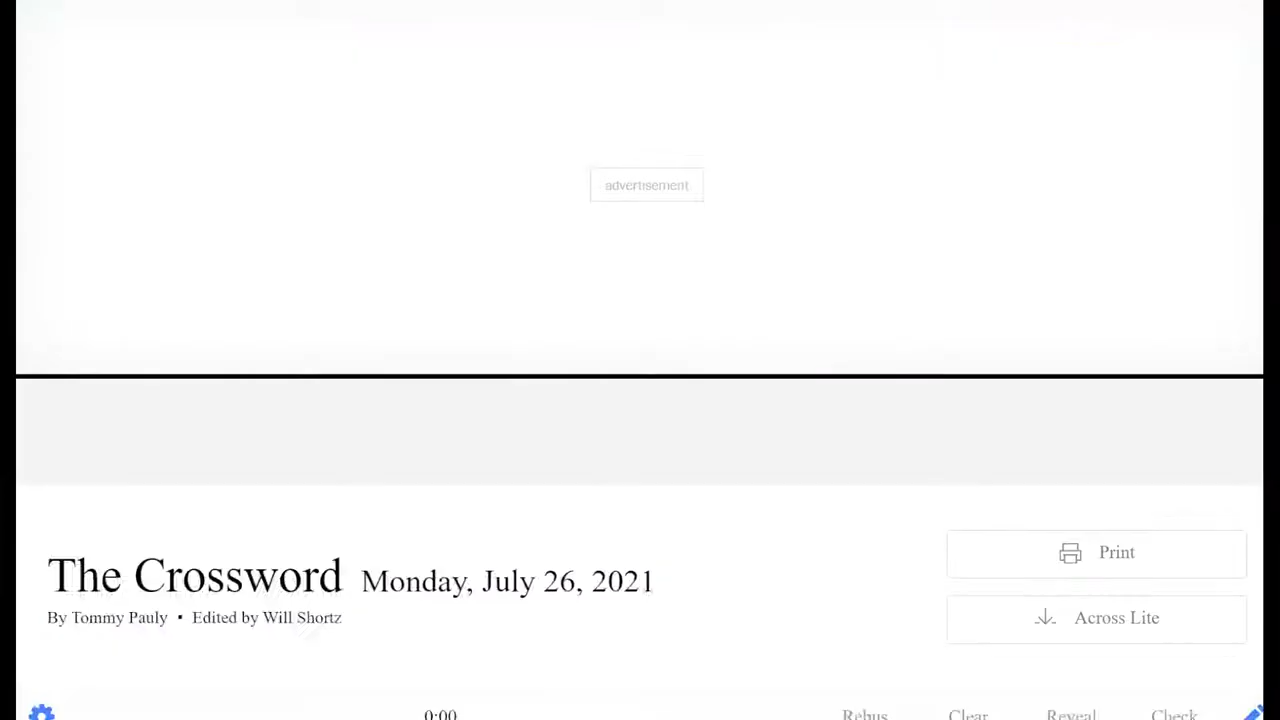 advertisement
The Crossword Monday, July 26, 2021
By Tommy Pauly • Edited by Will Shortz
Print
Across Lite
0:00 Rebus Clear Reveal Check